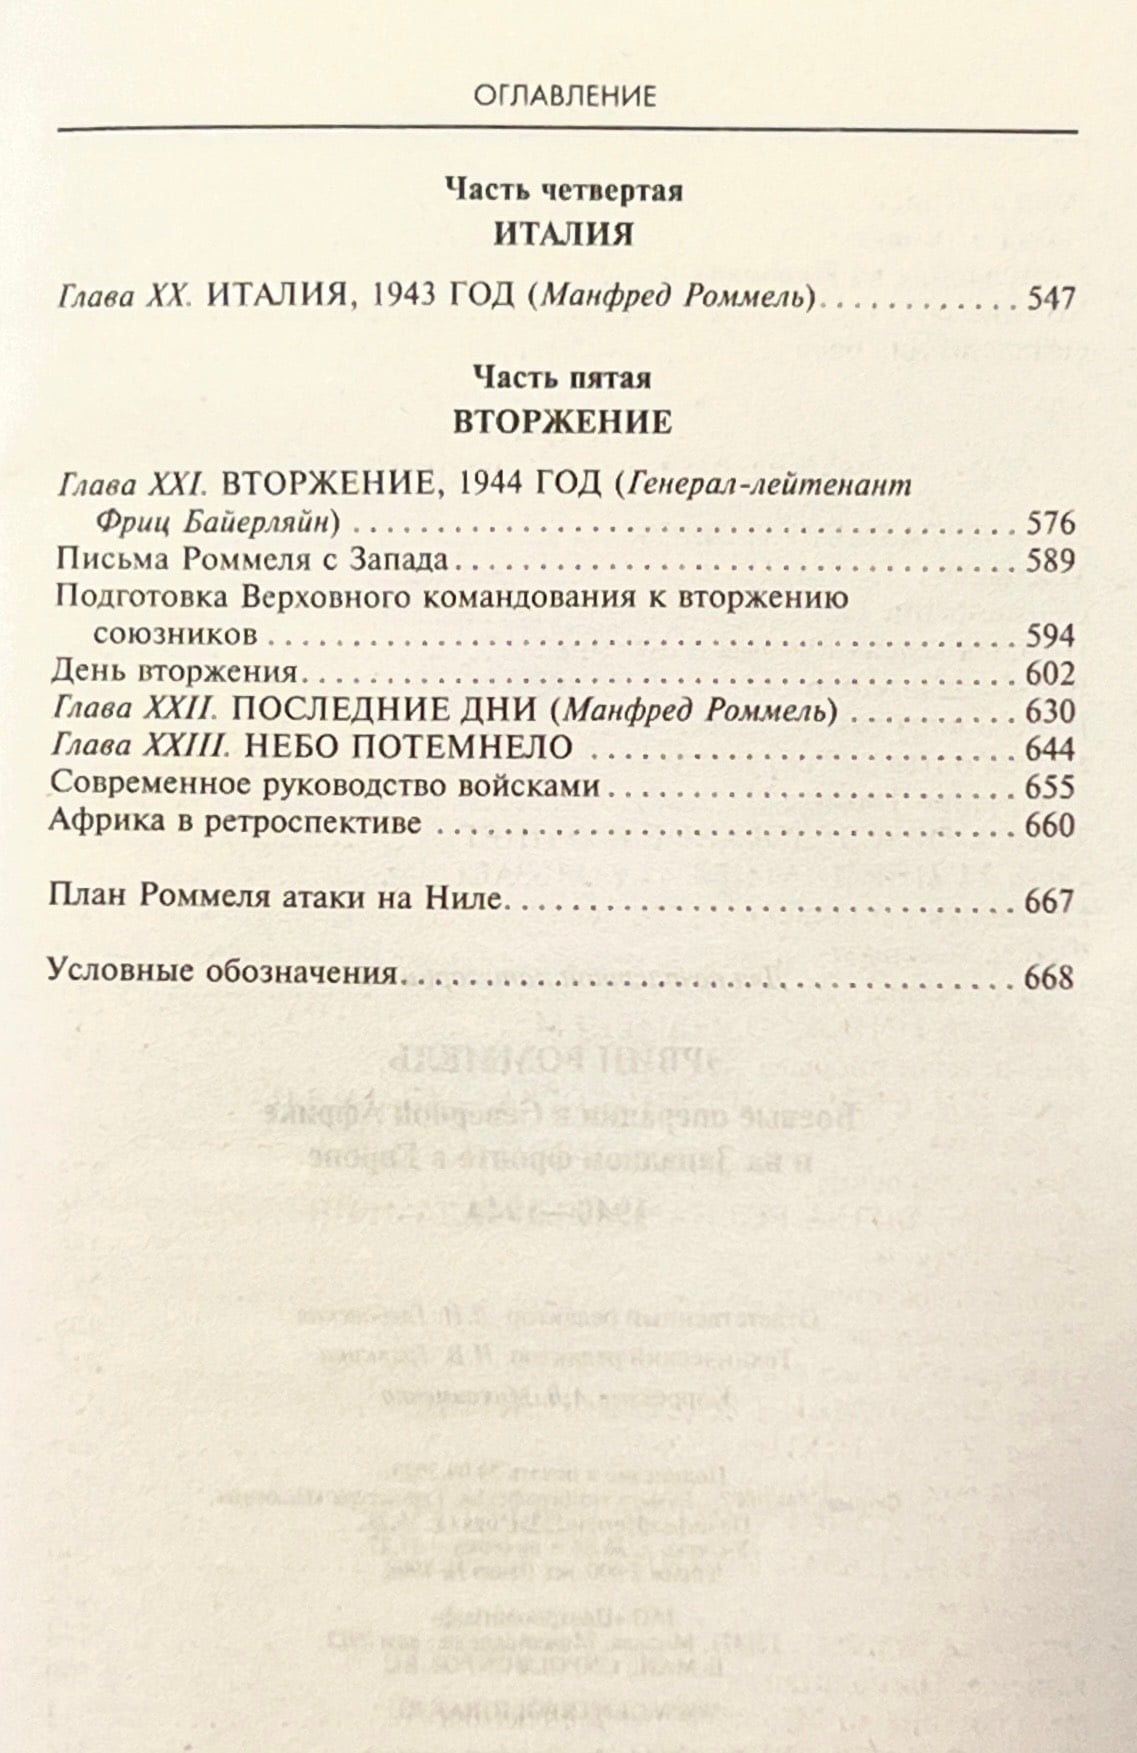 ОГЛАВЛЕНИЕ
Часть четвертая
ИТАЛИЯ
Глава XX. ИТАЛИЯ, 1943 ГОД (Манфред Роммель)............ 547
Часть пятая
ВТОРЖЕНИЕ
Глава XXI. ВТОРЖЕНИЕ, 1944 ГОД (Генерал-лейтенант
Фриц Байерляйн) ....................................... 576
Письма Роммеля с Запада................................. 589
Подготовка Верховного командования к вторжению
союзников ............................................ 594
День вторжения.......................................... 602
Глава XXII. ПОСЛЕДНИЕ ДНИ (Манфред Роммель) .......... 630
Глава XXIII. НЕБО ПОТЕМНЕЛО ......................... 644
Современное руководство войсками........................ 655
Африка в ретроспективе .................................. 660
План Роммеля атаки на Ниле.............................. 667
Условные обозначения.................................... 668